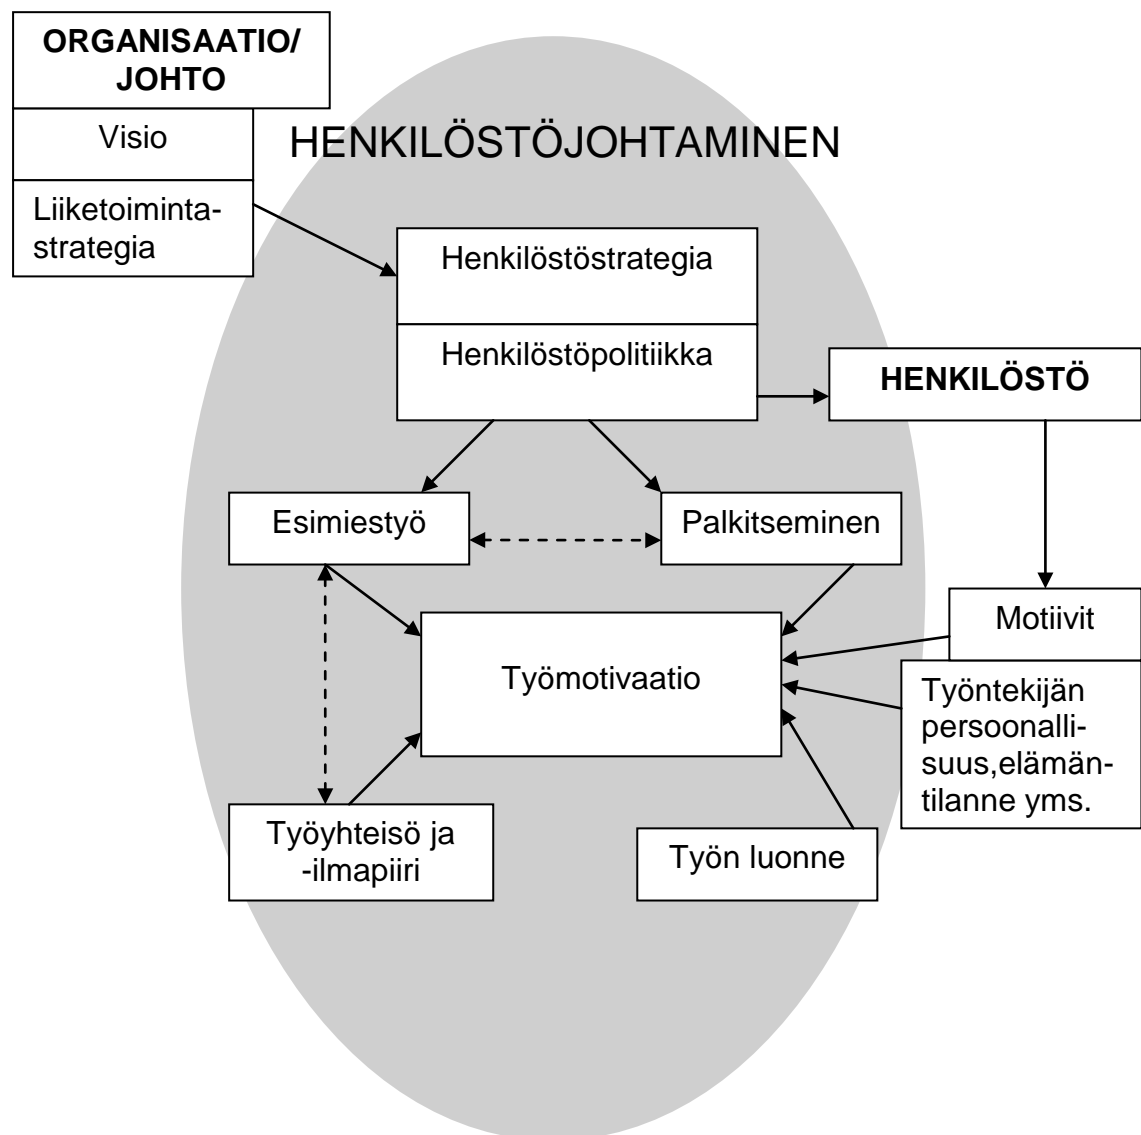 ORGANISAATIO/
JOHTO
Visio
Liiketoiminta-
strategia
HENKILÖSTÖJOHTAMINEN
Henkilöstöstrategia
Henkilöstöpolitiikka
HENKILÖSTÖ
Esimiestyö
Palkitseminen
Motiivit
Työmotivaatio
Työntekijän
persoonalli-
suus,elämän-
tilanne yms.
Työyhteisö ja
-ilmapiiri
Työn luonne